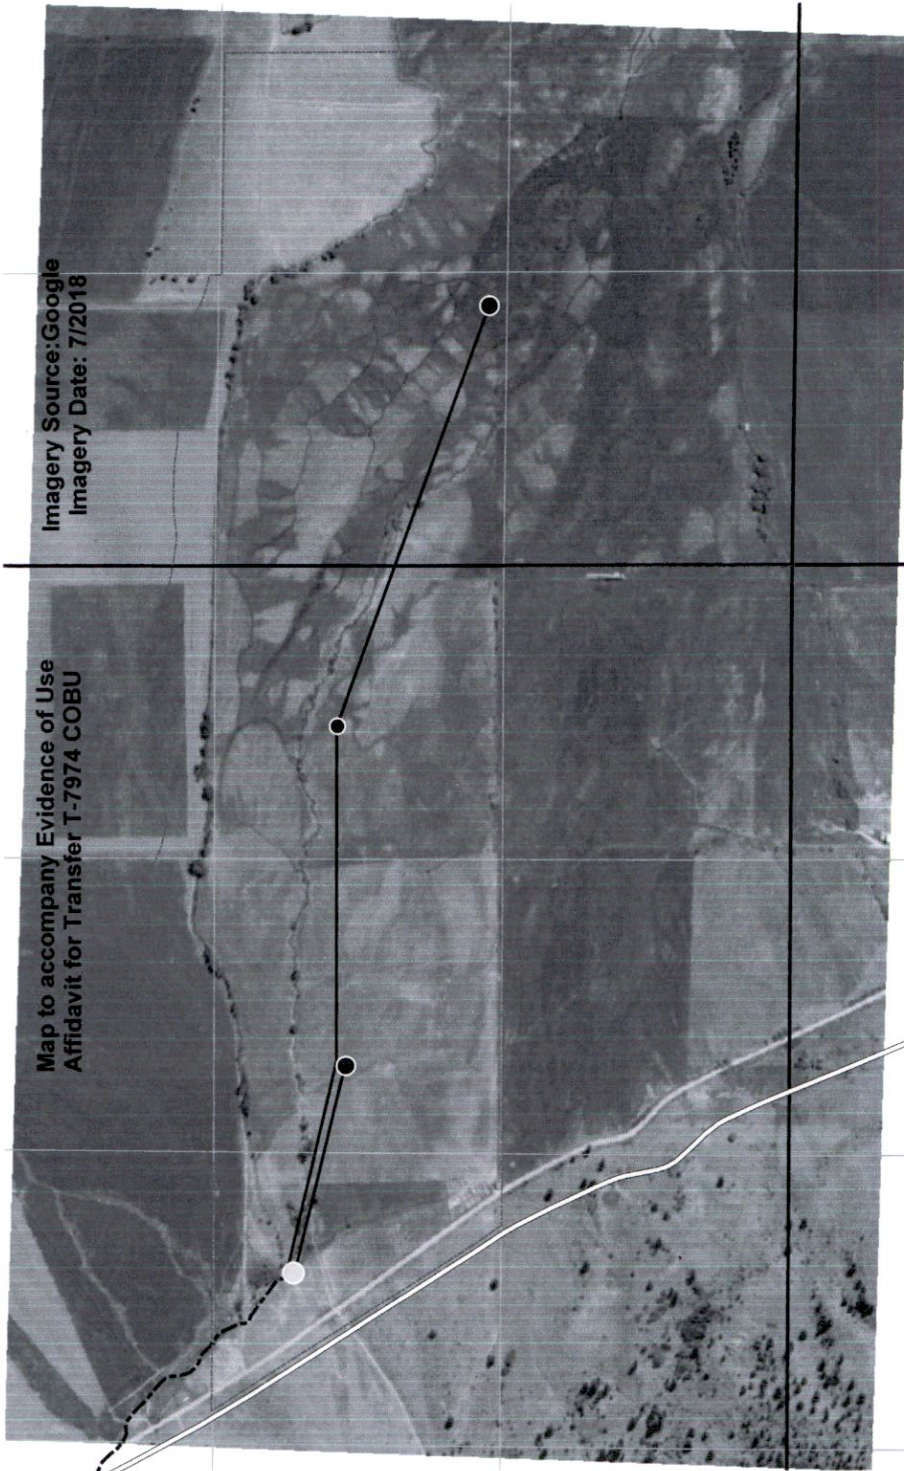 Map to accompany Evidence of Use
Affidavit for Transfer T-7974 COBU
Imagery Source:Google
Imagery Date: 7/2018